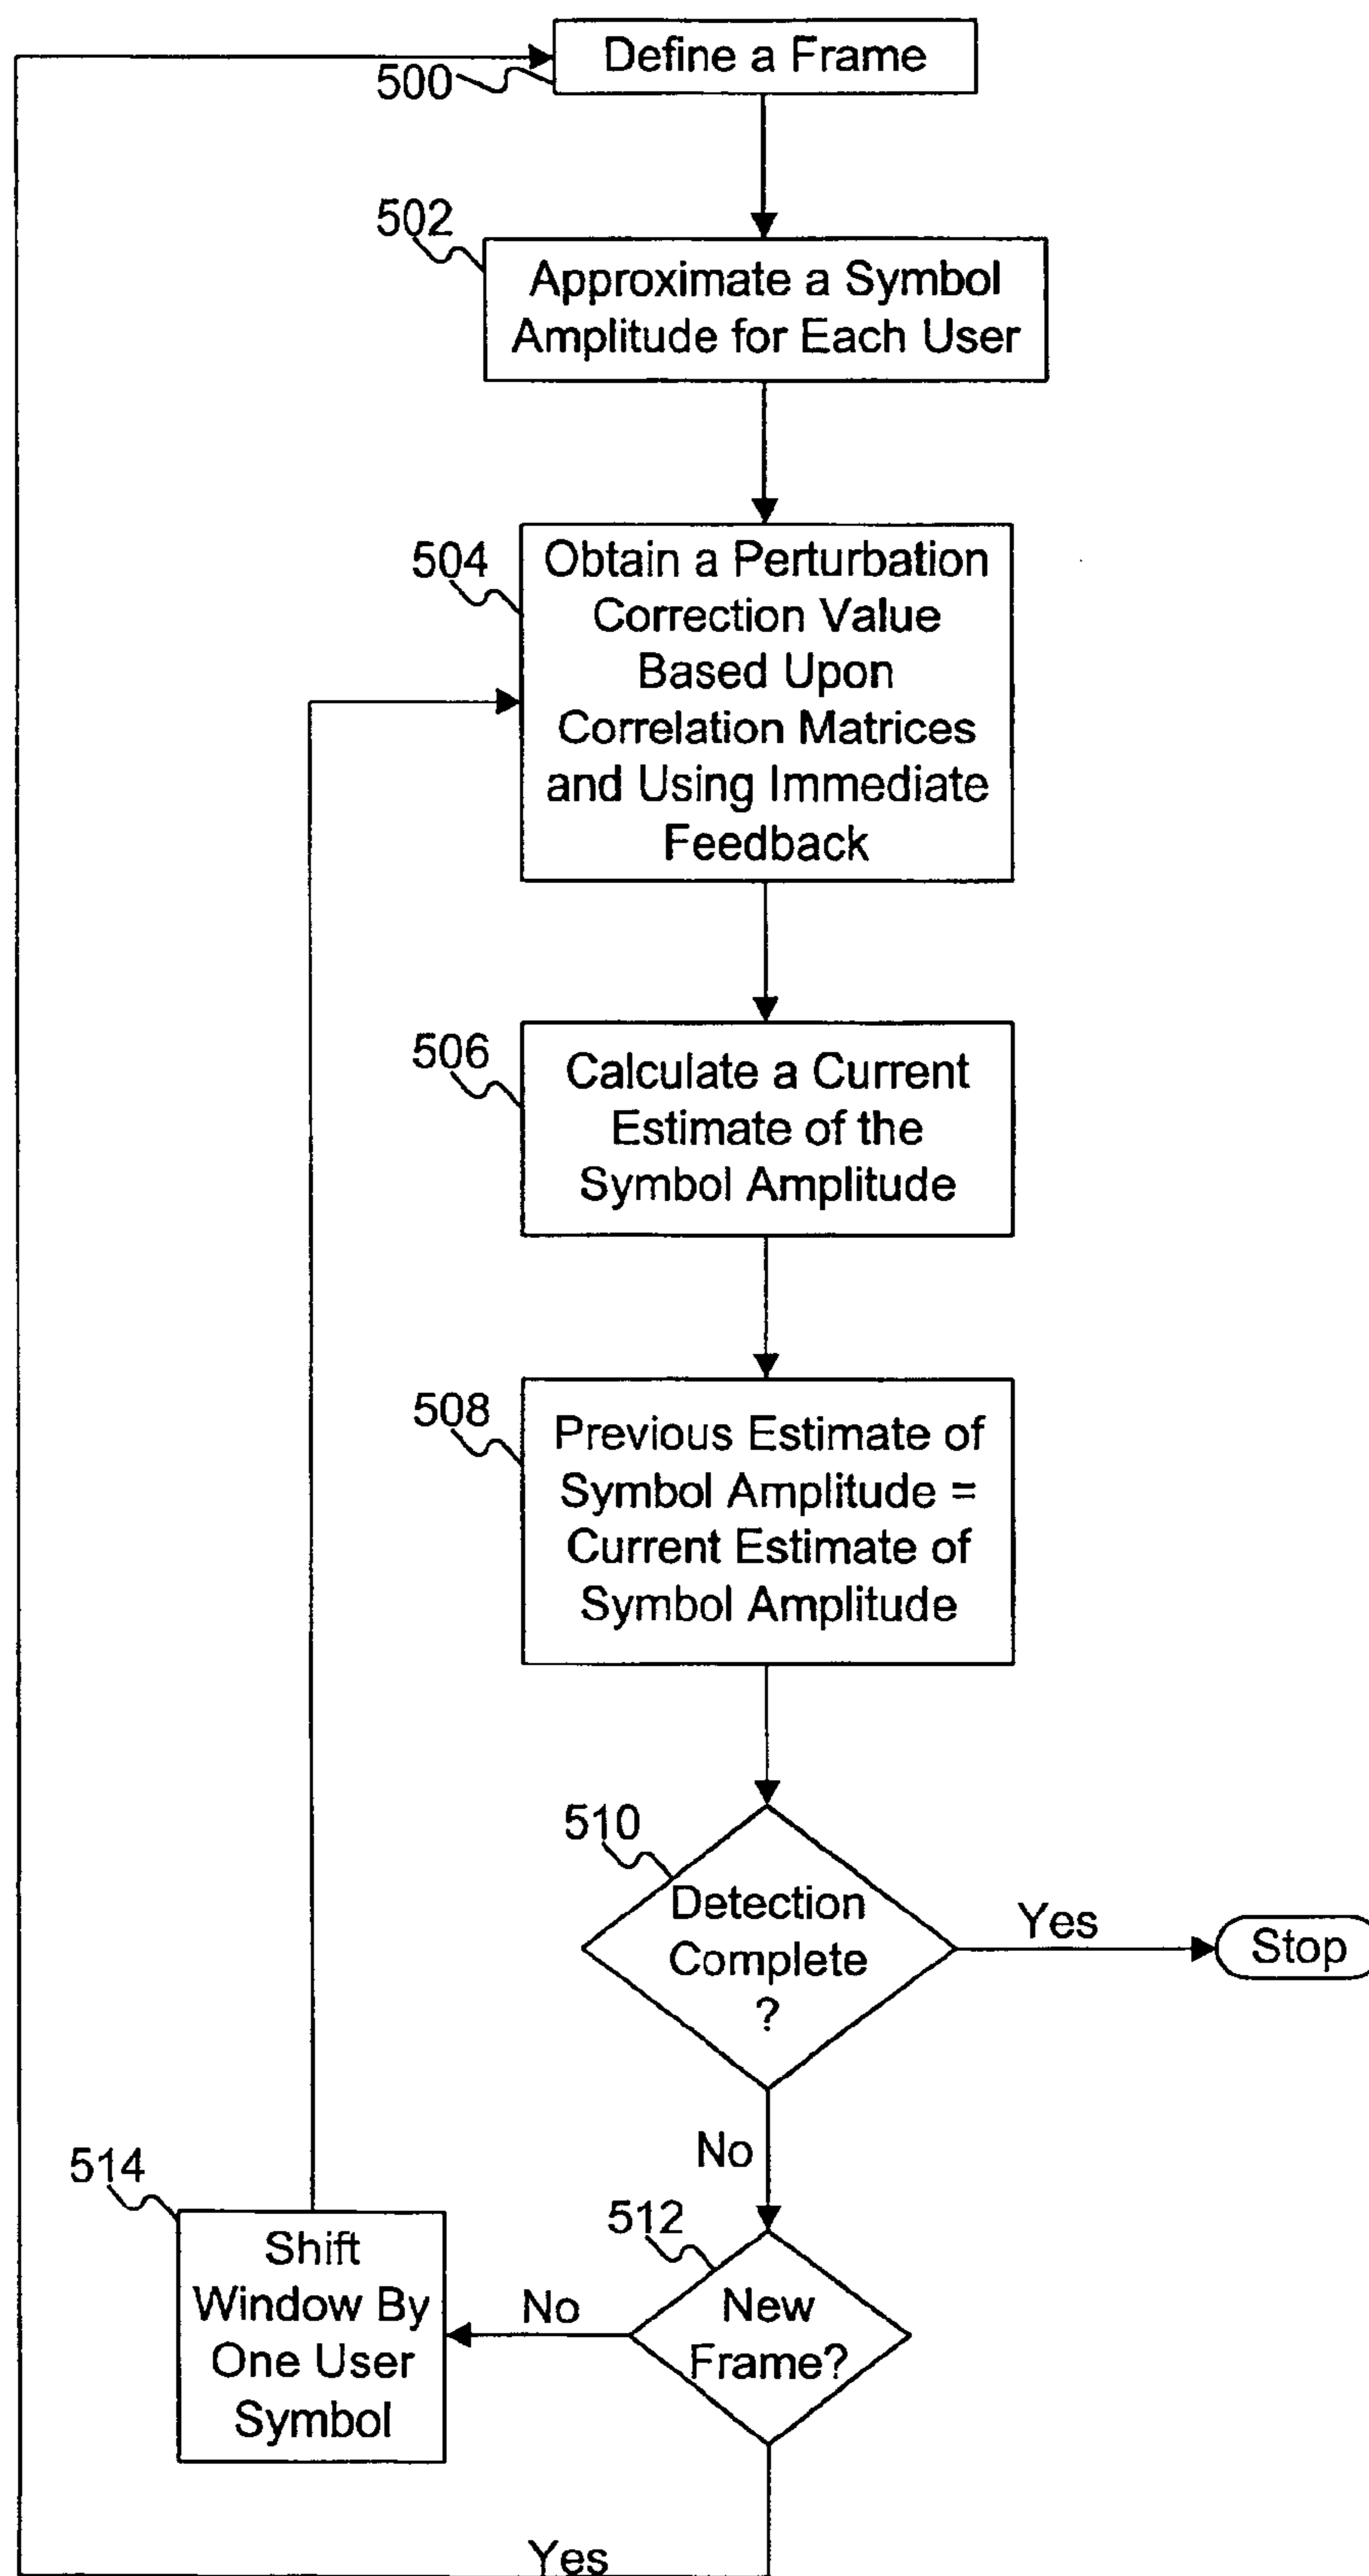 Define a Frame
500
502
Approximate a Symbol
Amplitude for Each User
504
Obtain a Perturbation
Correction Value
Based Upon
Correlation Matrices
and Using Immediate
Feedback
506
Calculate a Current
Estimate of the
Symbol Amplitude
508
Previous Estimate of
Symbol Amplitude =
Current Estimate of
Symbol Amplitude
510
Detection
Complete
?
Yes
Stop
No
512
New
Frame?
No
514
Shift
Window By
One User
Symbol
Yes